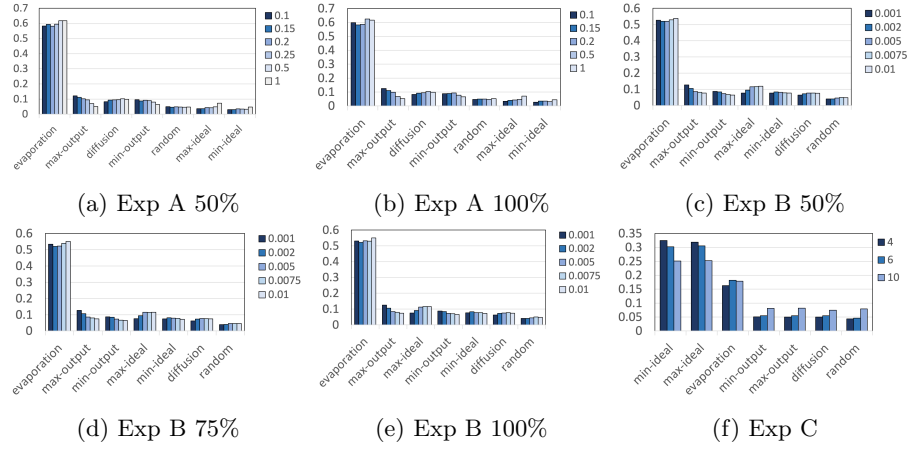 0.7
0.6
0.5
0.4
0.3
0.2
0.1
0
evaporation
max-output
diffusion
min-output
random
max-ideal
min-ideal
0.1
0.15
0.2
0.25
0.5
1
(a) Exp A 50%
0.7
0.6
0.5
0.4
0.3
0.2
0.1
0
evaporation
max-output
diffusion
min-output
random
max-ideal
min-ideal
0.1
0.15
0.2
0.5
1
(b) Exp A 100%
0.6
0.5
0.4
0.3
0.2
0.1
0
evaporation
max-output
min-output
max-ideal
min-ideal
diffusion
random
0.001
0.002
0.005
0.0075
0.01
(c) Exp B 50%
0.6
0.5
0.4
0.3
0.2
0.1
0
evaporation
max-output
min-output
max-ideal
min-ideal
diffusion
random
0.001
0.002
0.005
0.0075
0.01
(d) Exp B 75%
0.6
0.5
0.4
0.3
0.2
0.1
0
evaporation
max-output
max-ideal
min-output
min-ideal
diffusion
random
0.001
0.002
0.005
0.0075
0.01
(e) Exp B 100%
0.35
0.3
0.25
0.2
0.15
0.1
0.05
0
min-ideal
max-ideal
evaporation
min-output
max-output
diffusion
random
4
6
10
(f) Exp C